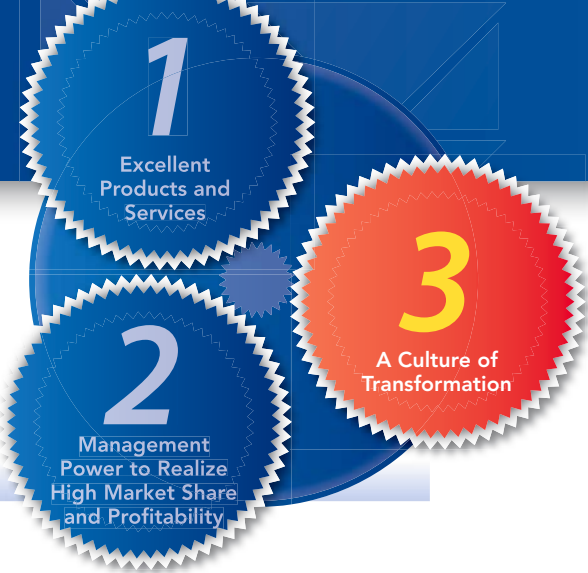 1
Excellent
Products and
Services
2
Management
Power to Realize
High Market Share
and Profitability
3
A Culture of
Transformation